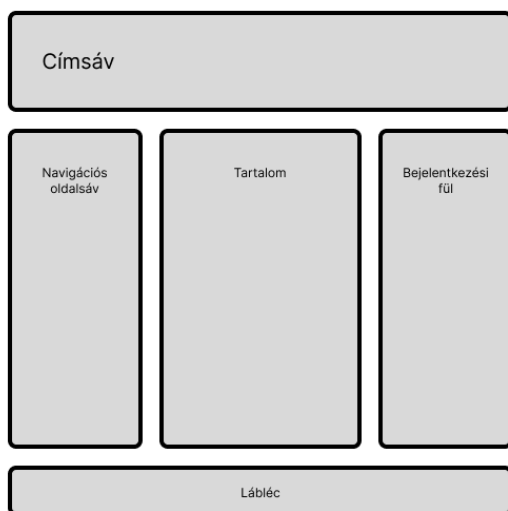 Címsáv
Navigációs
oldalsáv
Tartalom
Bejelentkezési
fül
Lábléc